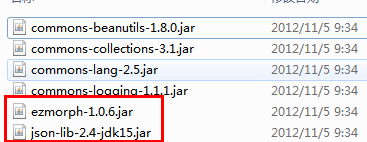 commons-beanutils-1.8.0.jar 2012/11/5 9:34
commons-collections-3.1.jar 2012/11/5 9:34
commons-lang-2.5.jar 2012/11/5 9:34
commons-logging-1.1.1.jar 2012/11/5 9:34
ezmorph-1.0.6.jar 2012/11/5 9:34
json-lib-2.4-jdk15.jar 2012/11/5 9:34